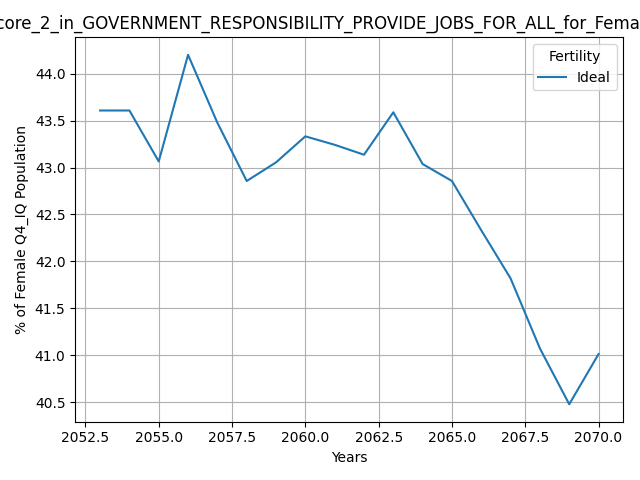 core_2_in_GOVERNMENT_RESPONSIBILITY_PROVIDE_JOBS_FOR_ALL_for_Fema
Fertility
Ideal
% of Female Q4_IQ Population
44.0
43.5
43.0
42.5
42.0
41.5
41.0
40.5
2052.5 2055.0 2057.5 2060.0 2062.5 2065.0 2067.5 2070.0
Years